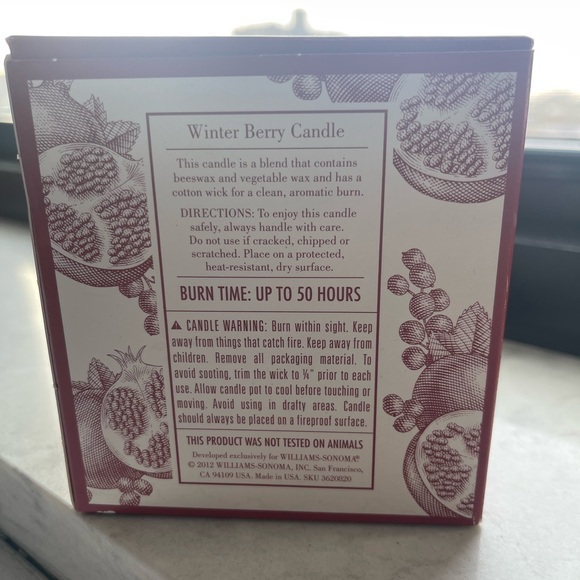 Winter Berry Candle
This candle is a blend that contains
beeswax and vegetable wax and has a
cotton wick for a clean, aromatic burn.
DIRECTIONS: To enjoy this candle
safely, always handle with care.
Do not use if cracked, chipped or
scratched. Place on a protected,
heat-resistant, dry surface.
BURN TIME: UP TO 50 HOURS
⚠ CANDLE WARNING: Burn within sight. Keep
away from things that catch fire. Keep away from
children. Remove all packaging material. To
avoid sooting, trim the wick to ¼" prior to each
use. Allow candle pot to cool before touching or
moving. Avoid using in drafty areas. Candle
should always be placed on a fireproof surface.
THIS PRODUCT WAS NOT TESTED ON ANIMALS
Developed exclusively for WILLIAMS-SONOMA®
© 2012 WILLIAMS-SONOMA, INC. San Francisco,
CA 94109 USA. Made in USA. SKU 3620820